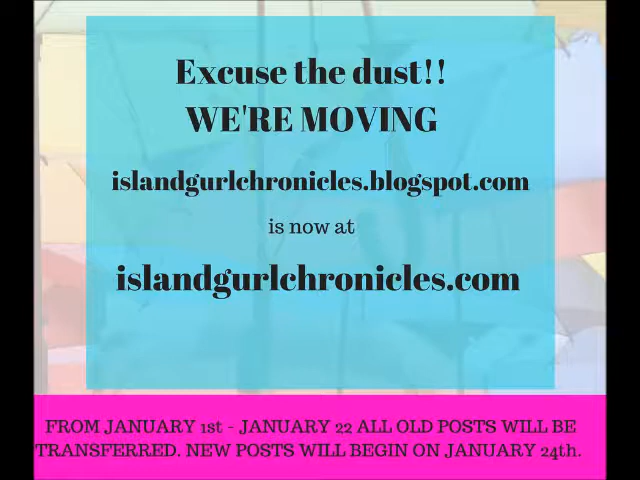 Excuse the dust!!
WE'RE MOVING
islandgurlchronicles.blogspot.com
is now at
islandgurlchronicles.com
FROM JANUARY 1st - JANUARY 22 ALL OLD POSTS WILL BE
TRANSFERRED. NEW POSTS WILL BEGIN ON JANUARY 24th.